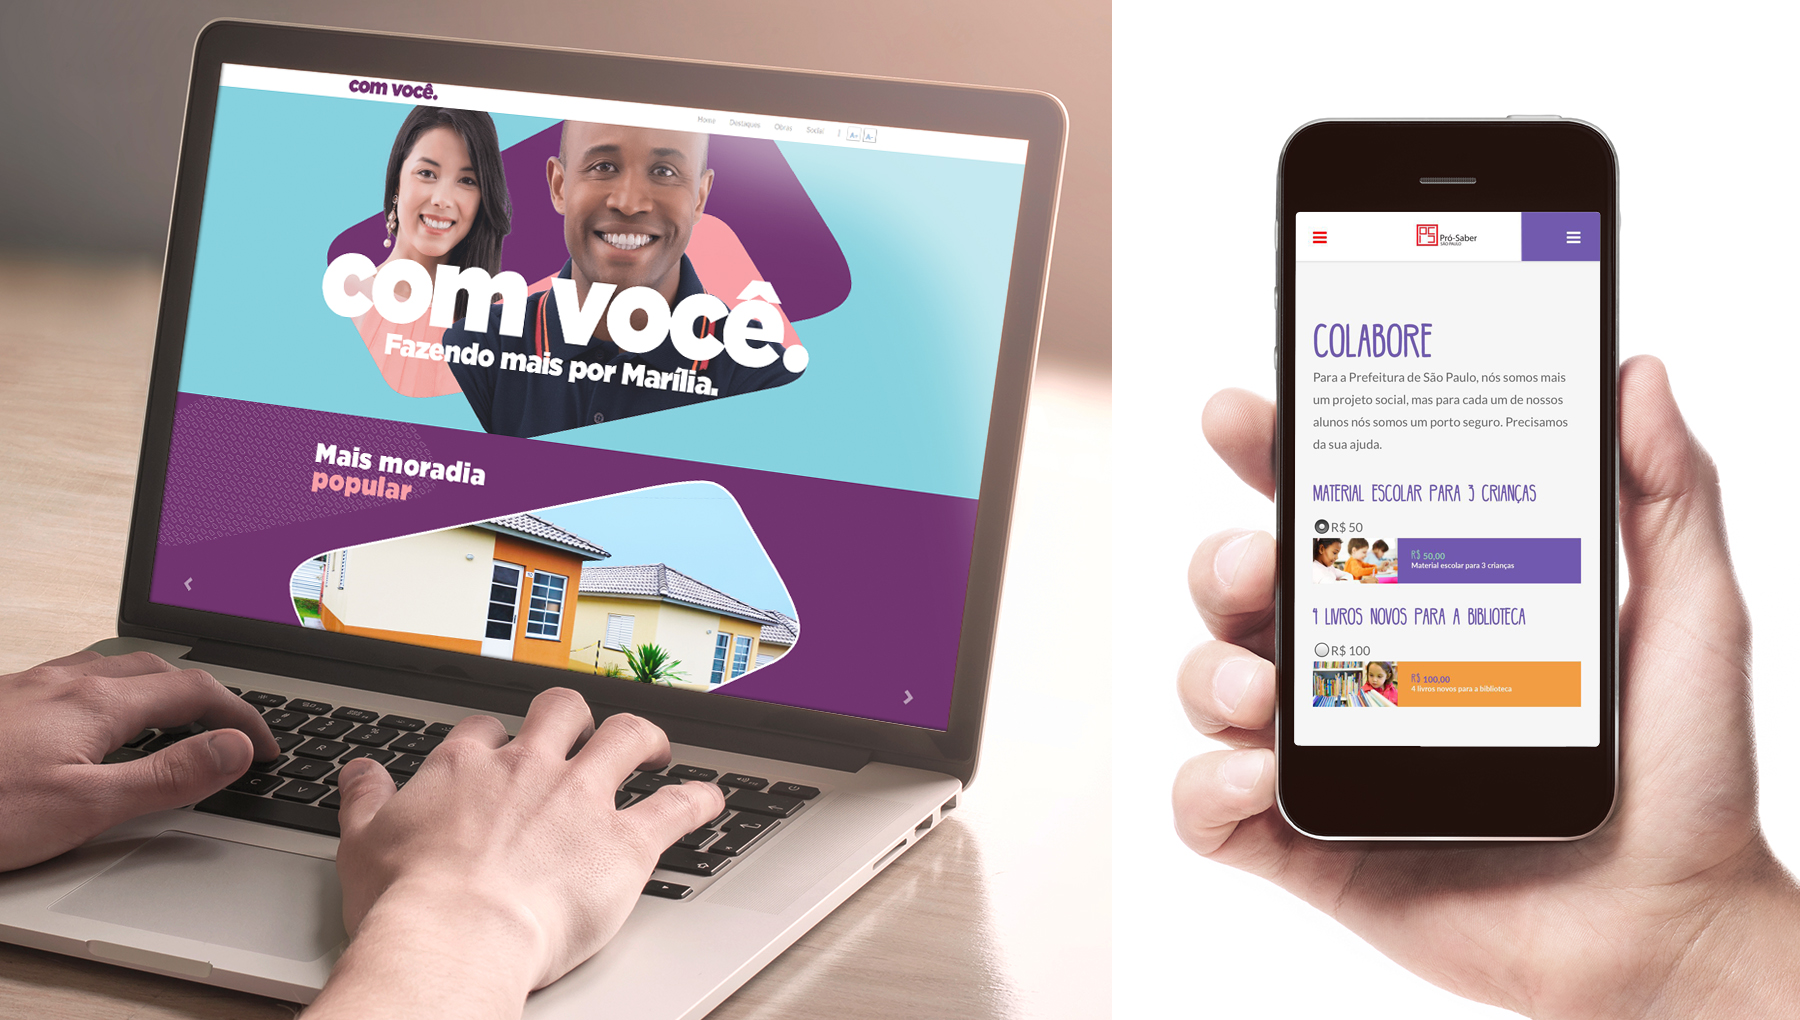 com você.
Home Destaques Obras Social A+ A-
com você.
Fazendo mais por Marília.
Mais moradia
popular
PS
Pró-Saber
SÃO PAULO
COLABORE
Para a Prefeitura de São Paulo, nós somos mais
um projeto social, mas para cada um de nossos
alunos nós somos um porto seguro. Precisamos
da sua ajuda.
MATERIAL ESCOLAR PARA 3 CRIANÇAS
R$ 50
R$ 50,00
Material escolar para 3 crianças
4 LIVROS NOVOS PARA A BIBLIOTECA
R$ 100
R$ 100,00
4 livros novos para a biblioteca